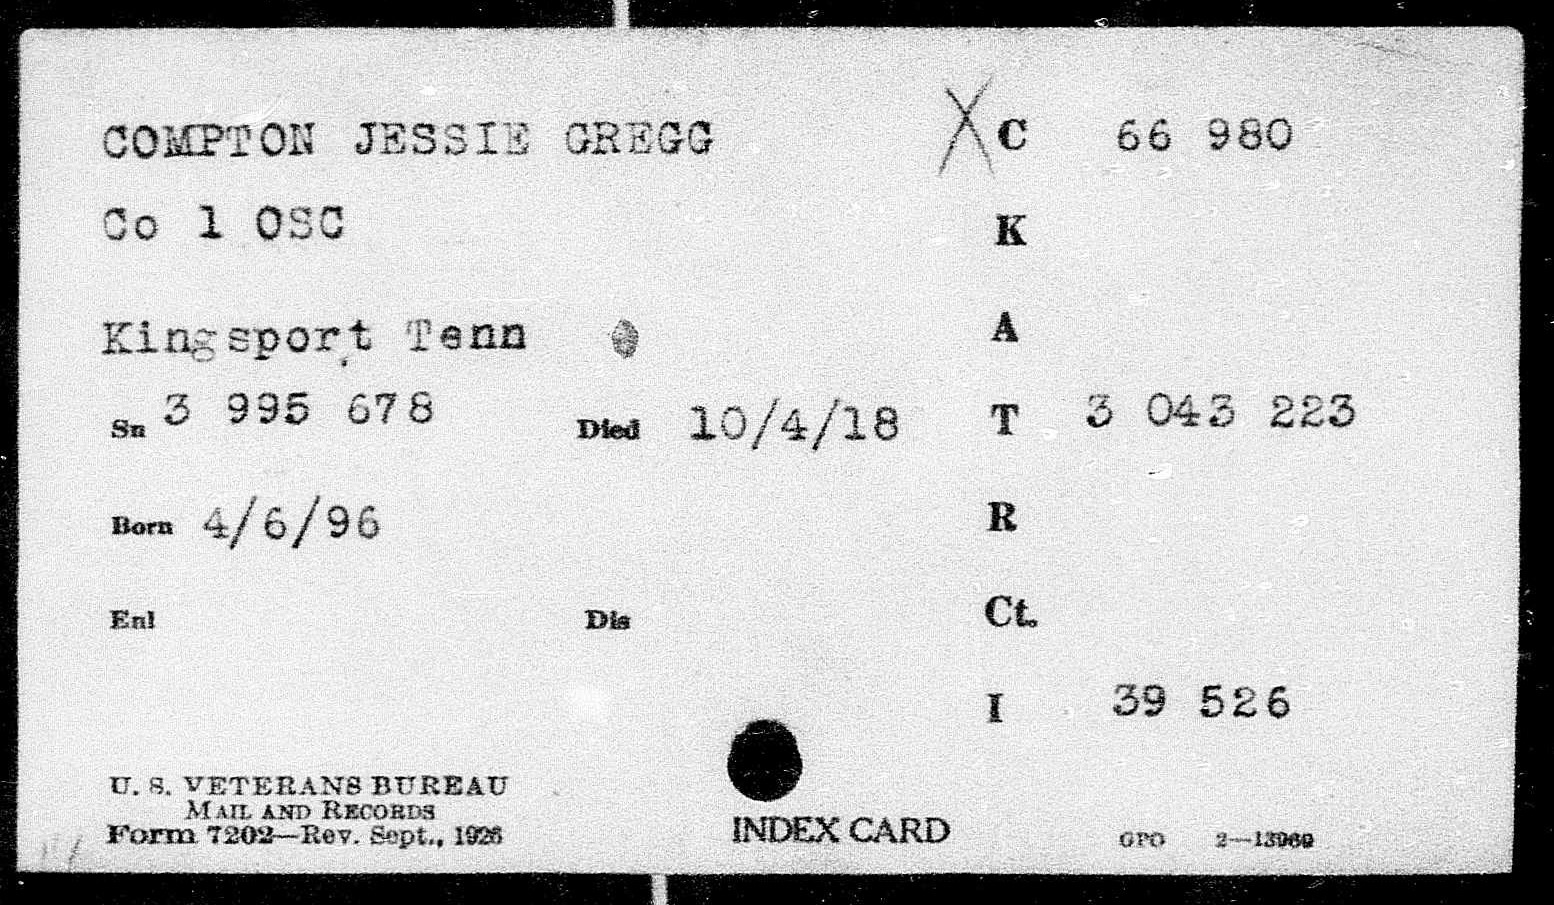 COMPTON JESSIE GREGG
XC 66 980
Co 1 OSC
K
Kingsport Tenn
A
Sn 3 995 678
Died 10/4/18
T 3 043 223
Born 4/6/96
R
Enl
Dis
Ct.
I 39 526
U. S. VETERANS BUREAU
MAIL AND RECORDS
Form 7202—Rev. Sept., 1926
INDEX CARD
GPO 2—13969